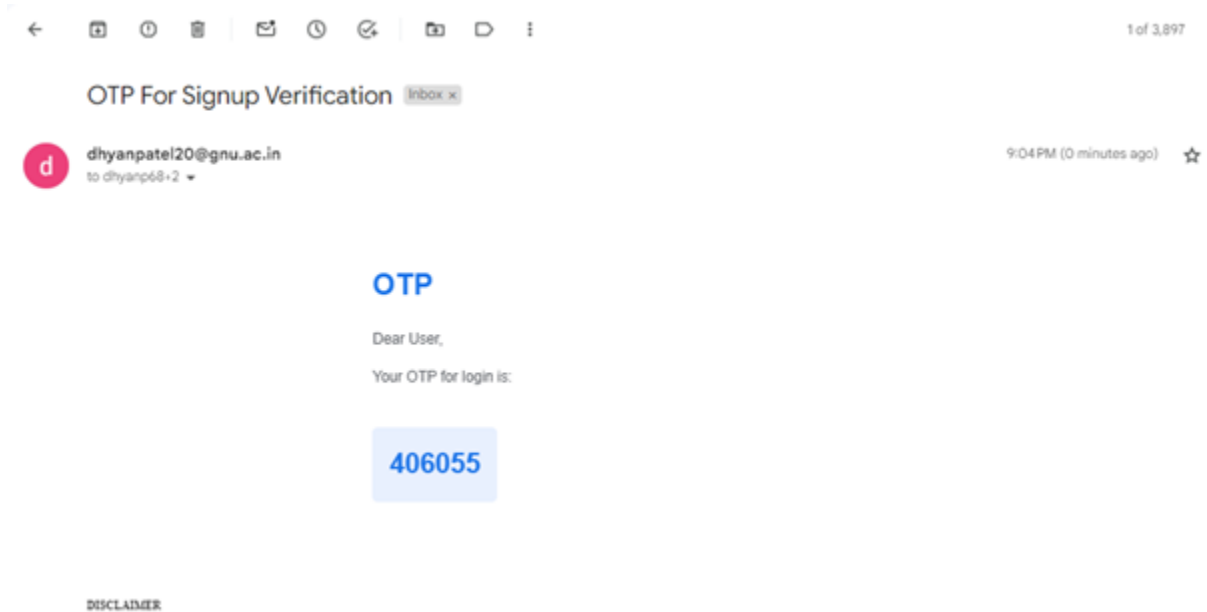 1 of 3,897
OTP For Signup Verification Inbox ×
d
dhyanpatel20@gnu.ac.in 9:04 PM (0 minutes ago)
to dhyanp68+2
OTP
Dear User,
Your OTP for login is:
406055
DISCLAIMER